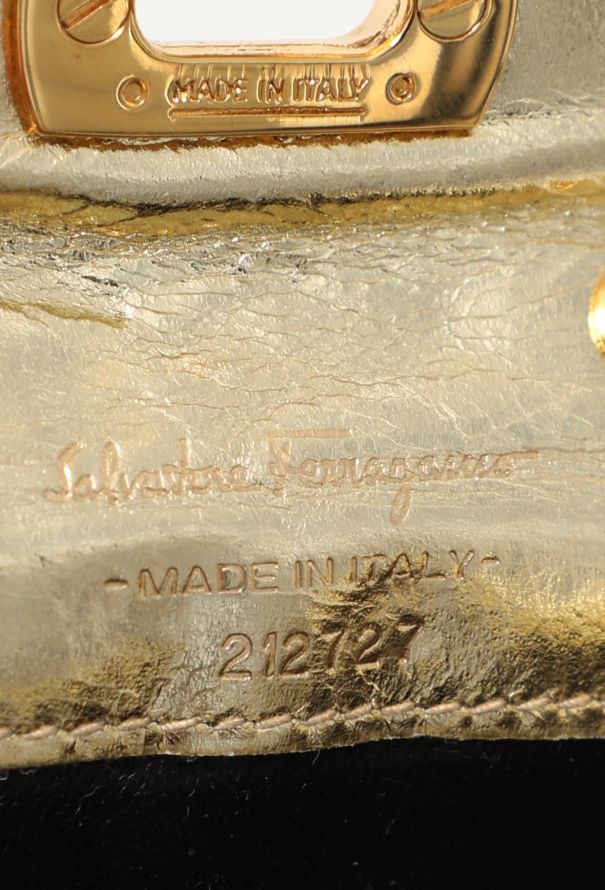 MADE IN ITALY
Salvatore Ferragamo
-MADE IN ITALY-
212727